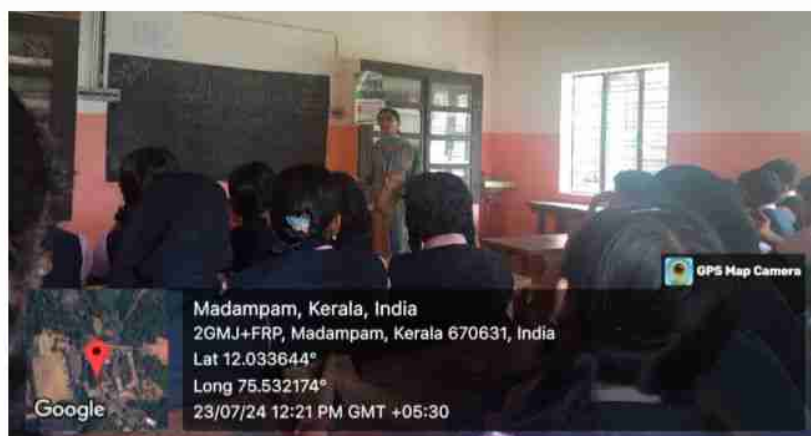 GPS Map Camera
Madampam, Kerala, India
2GMJ+FRP, Madampam, Kerala 670631, India
Lat 12.033644°
Long 75.532174°
23/07/24 12:21 PM GMT +05:30
Google